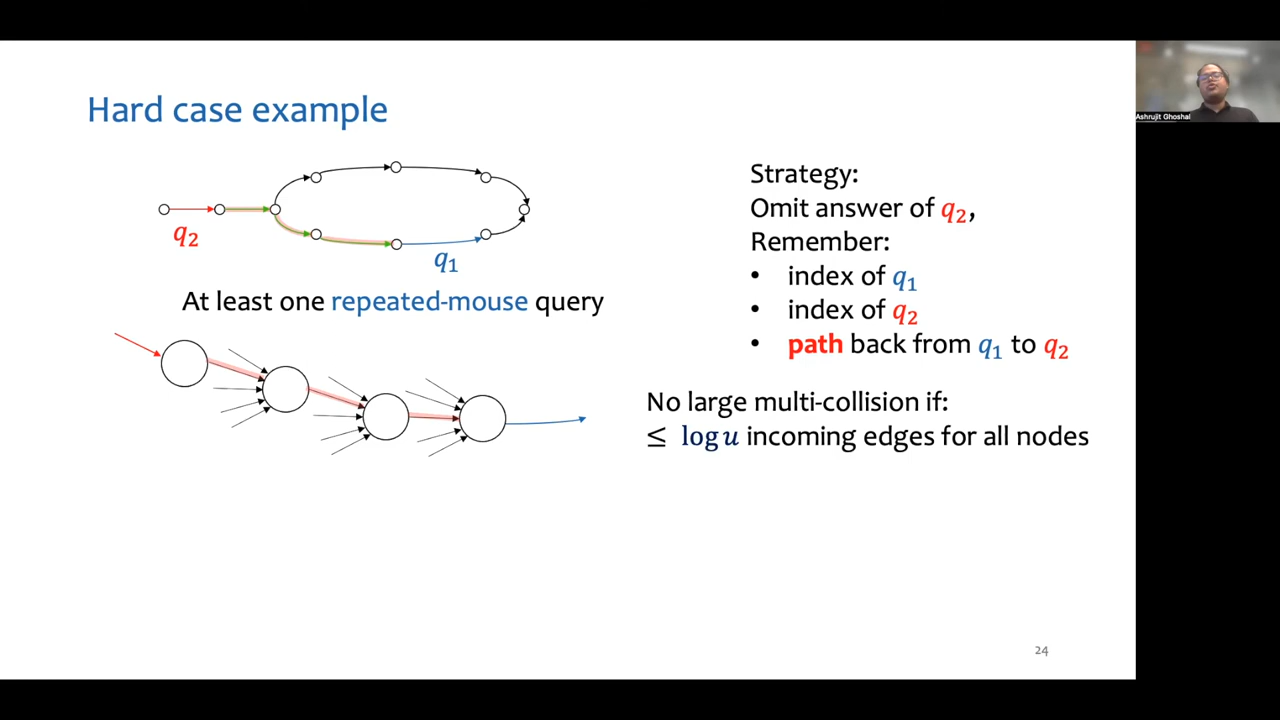 Hard case example
q₂
q₁
At least one repeated-mouse query
Strategy:
Omit answer of q₂,
Remember:
• index of q₁
• index of q₂
• path back from q₁ to q₂
No large multi-collision if:
≤ log u incoming edges for all nodes
24
Ashrujit Ghoshal